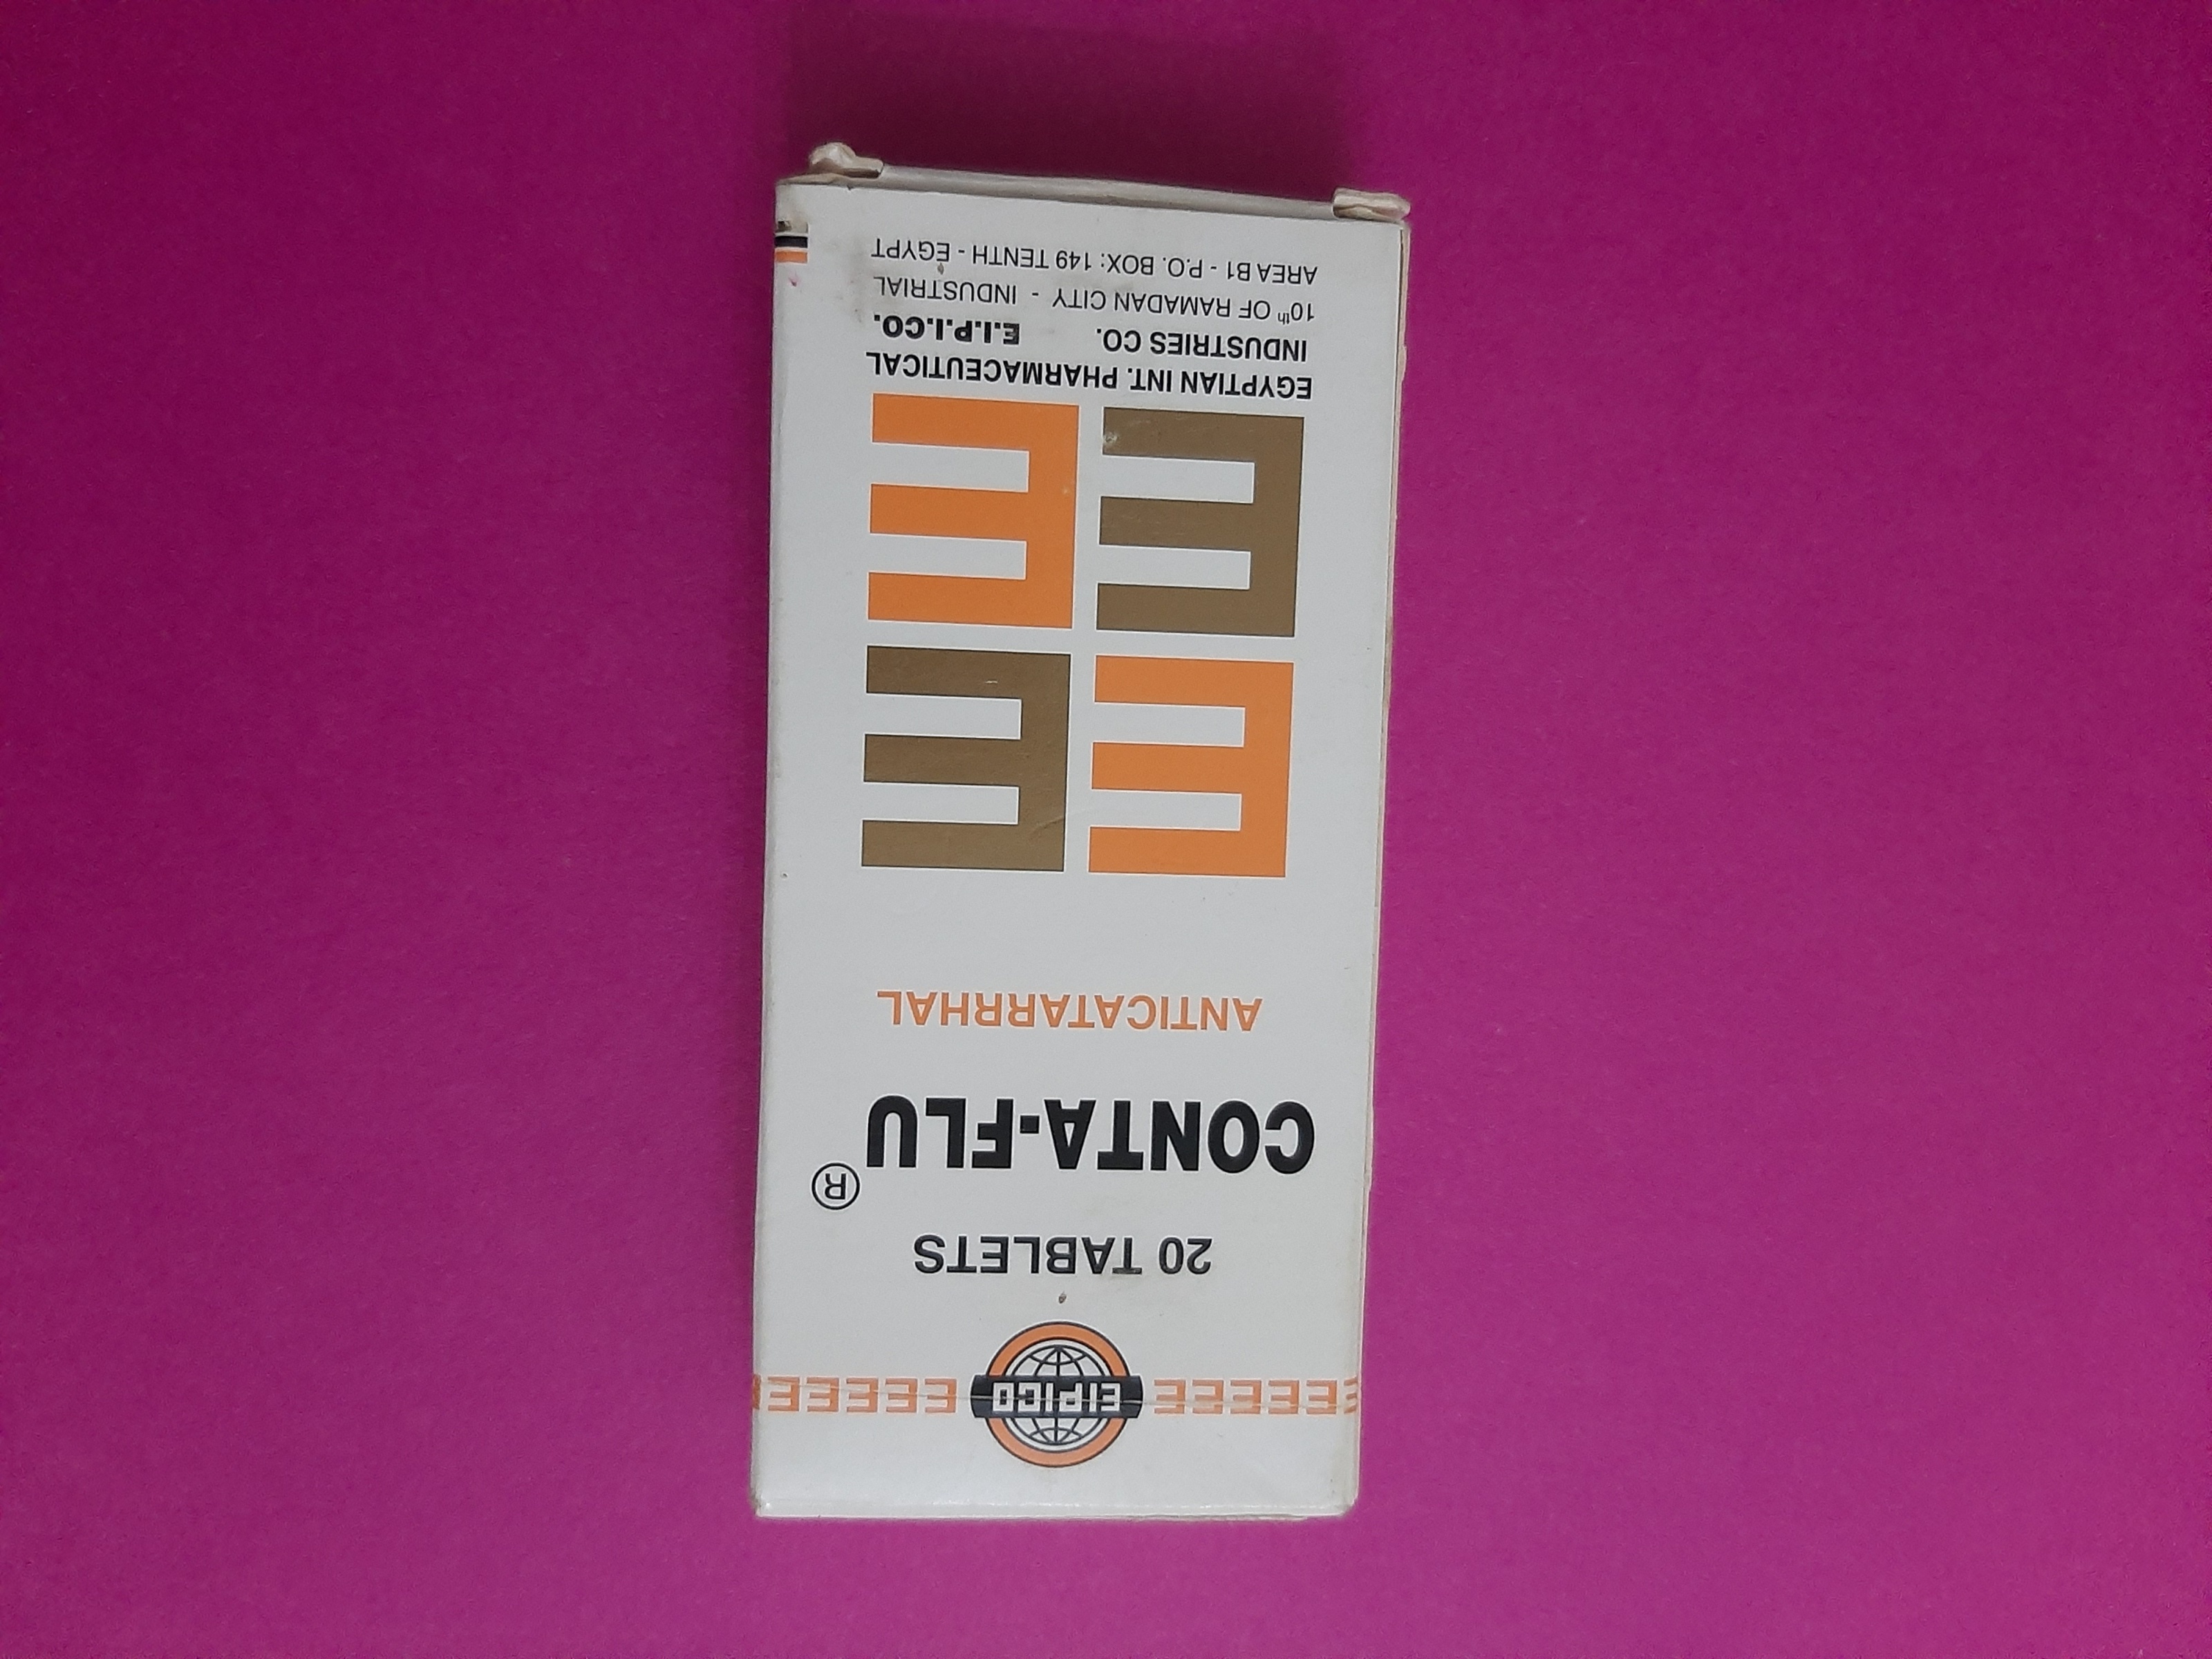 EEEEE EIPICO EEEEE
20 TABLETS
CONTA-FLU ®
ANTICATARRHAL
E E
E E
EGYPTIAN INT. PHARMACEUTICAL
INDUSTRIES CO. E.I.P.I.CO.
10th OF RAMADAN CITY - INDUSTRIAL
AREA B1 - P.O. BOX: 149 TENTH - EGYPT